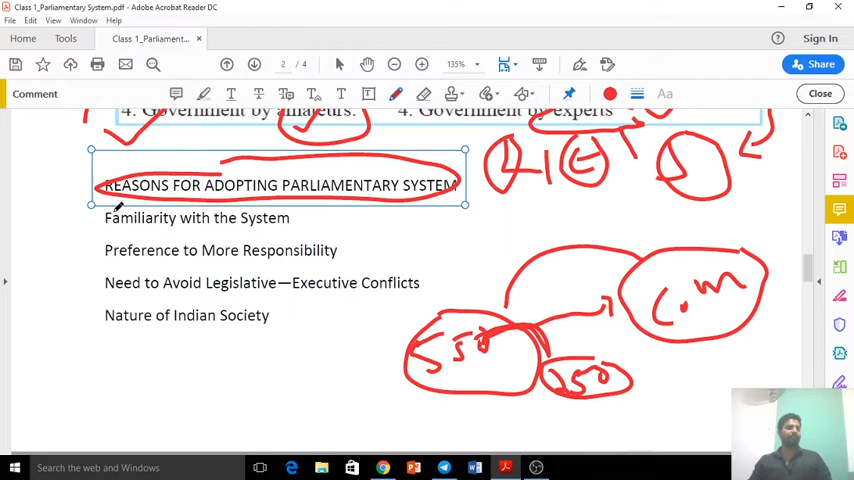 Class 1_Parliamentary System.pdf - Adobe Acrobat Reader DC
File Edit View Window Help
Home Tools Class 1_Parliament... × Sign In
2 / 4 135% Share
Comment Aa Close
4. Government by amateurs. 4. Government by experts
REASONS FOR ADOPTING PARLIAMENTARY SYSTEM
Familiarity with the System
Preference to More Responsibility
Need to Avoid Legislative—Executive Conflicts
Nature of Indian Society
C.M
550
250
Search the web and Windows